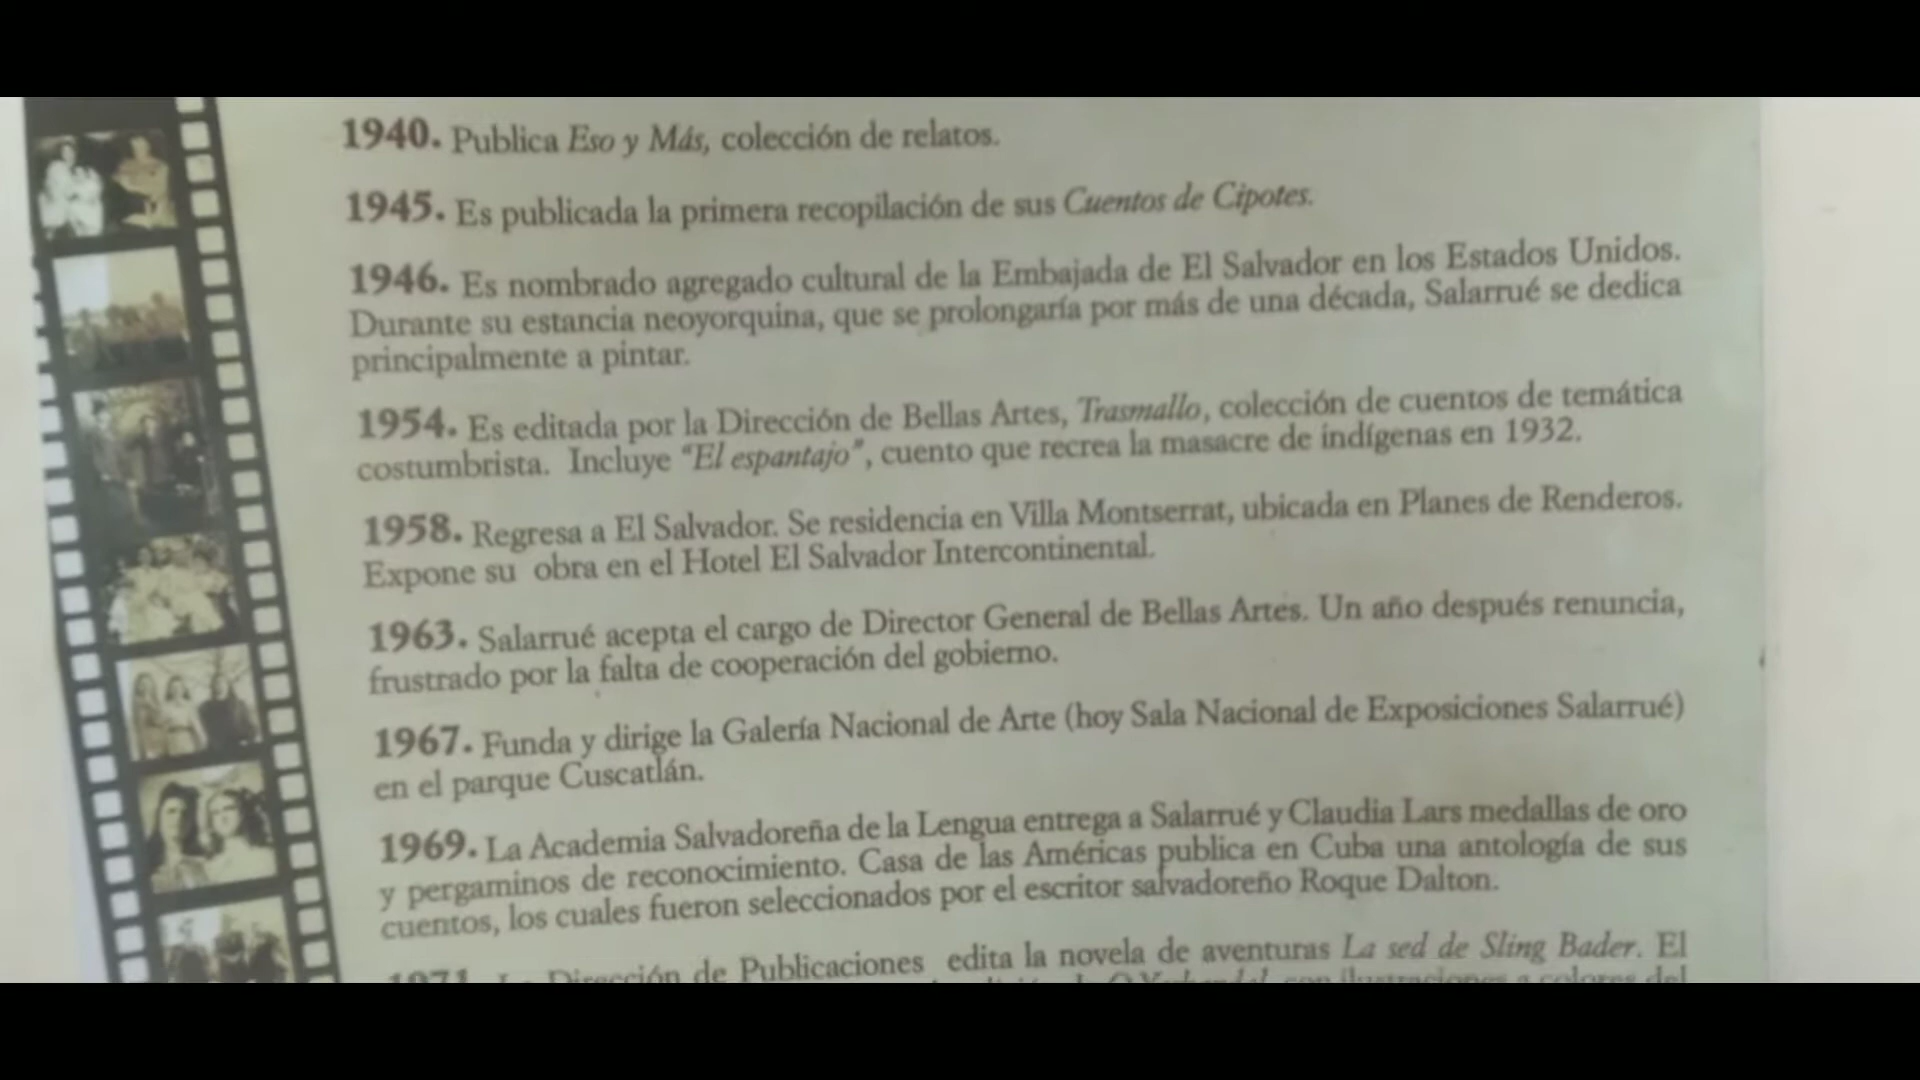 1940. Publica Eso y Más, colección de relatos.
1945. Es publicada la primera recopilación de sus Cuentos de Cipotes.
1946. Es nombrado agregado cultural de la Embajada de El Salvador en los Estados Unidos.
Durante su estancia neoyorquina, que se prolongaría por más de una década, Salarrué se dedica
principalmente a pintar.
1954. Es editada por la Dirección de Bellas Artes, Trasmallo, colección de cuentos de temática
costumbrista. Incluye "El espantajo", cuento que recrea la masacre de indígenas en 1932.
1958. Regresa a El Salvador. Se residencia en Villa Montserrat, ubicada en Planes de Renderos.
Expone su obra en el Hotel El Salvador Intercontinental.
1963. Salarrué acepta el cargo de Director General de Bellas Artes. Un año después renuncia,
frustrado por la falta de cooperación del gobierno.
1967. Funda y dirige la Galería Nacional de Arte (hoy Sala Nacional de Exposiciones Salarrué)
en el parque Cuscatlán.
1969. La Academia Salvadoreña de la Lengua entrega a Salarrué y Claudia Lars medallas de oro
y pergaminos de reconocimiento. Casa de las Américas publica en Cuba una antología de sus
cuentos, los cuales fueron seleccionados por el escritor salvadoreño Roque Dalton.
1971. La Dirección de Publicaciones edita la novela de aventuras La sed de Sling Bader. El
con ilustraciones a colores del